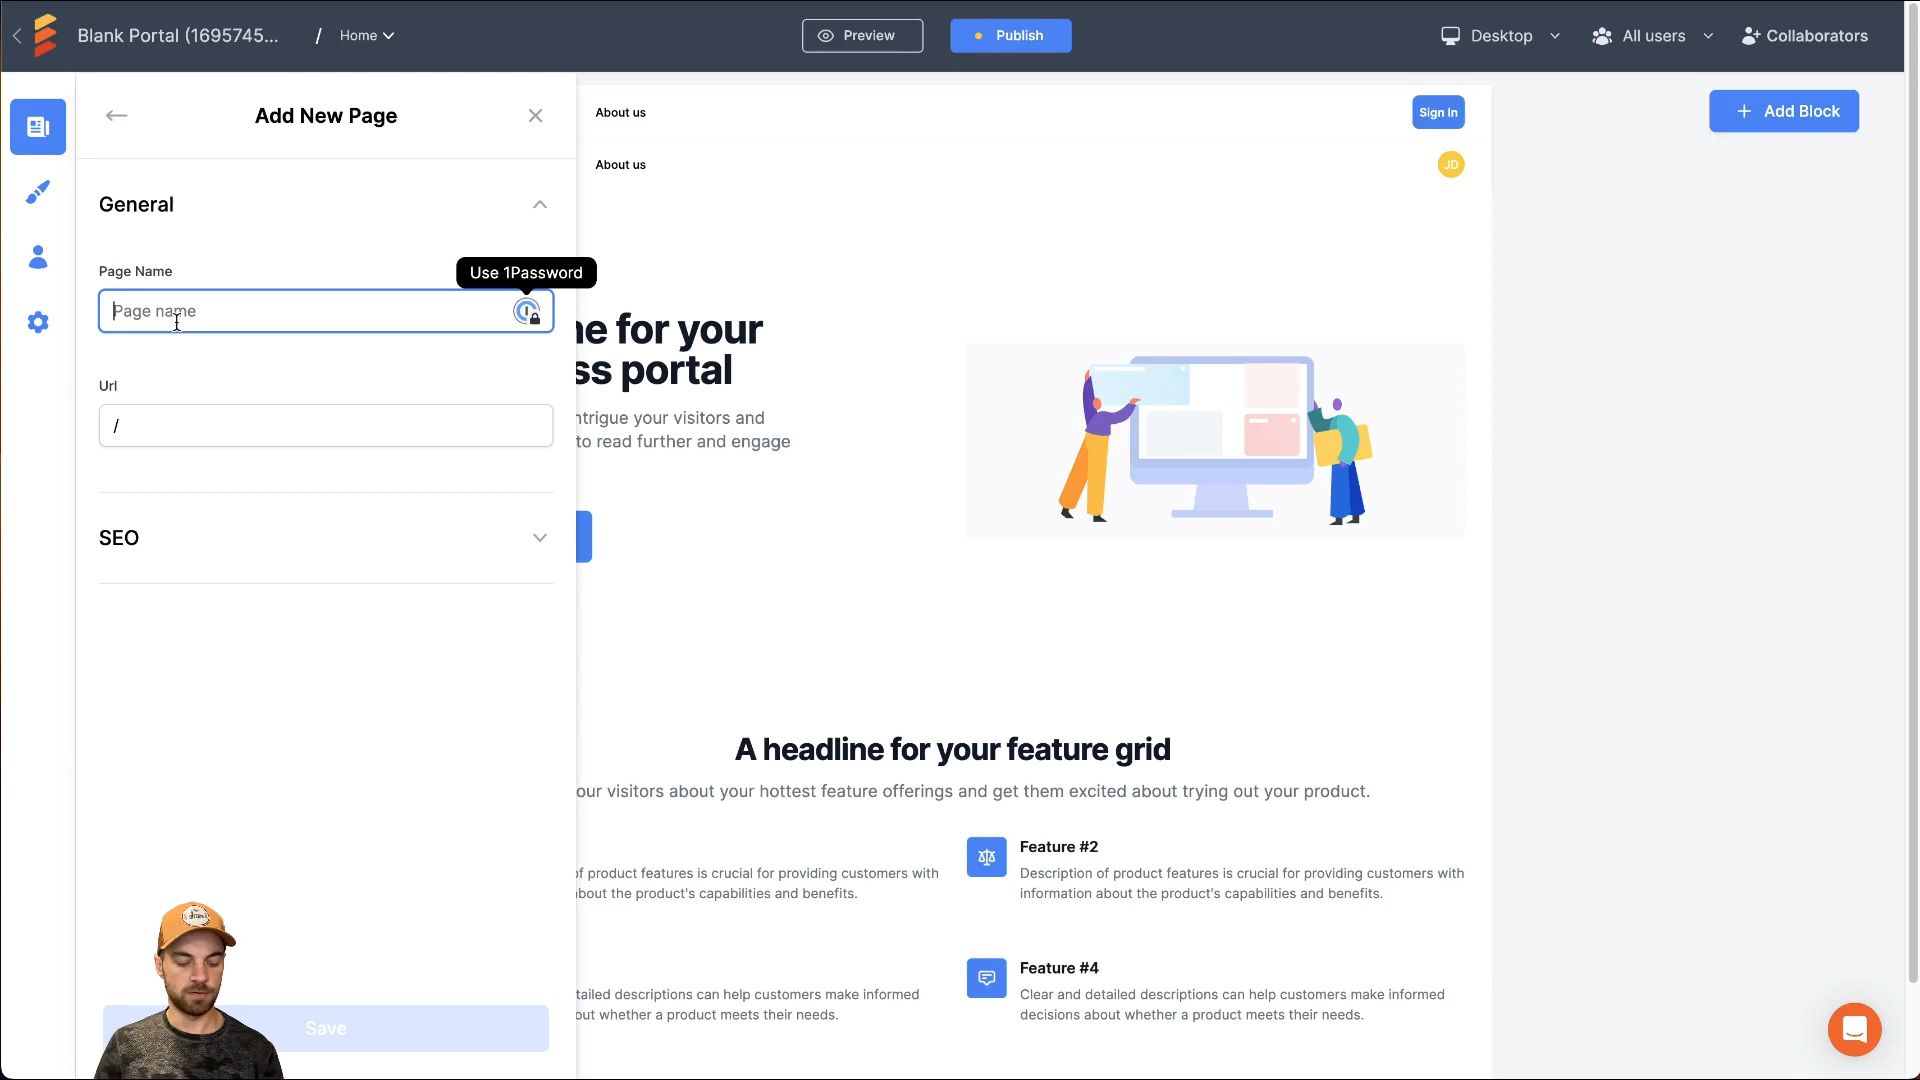 Blank Portal (1695745...
/
Home
Preview
Publish
Desktop
All users
Collaborators
Add New Page
About us
Sign In
Add Block
About us
JD
General
Page Name
Use 1Password
Page name
ne for your
ss portal
Url
/
ntrigue your visitors and
to read further and engage
SEO
A headline for your feature grid
our visitors about your hottest feature offerings and get them excited about trying out your product.
of product features is crucial for providing customers with
about the product's capabilities and benefits.
Feature #2
Description of product features is crucial for providing customers with
information about the product's capabilities and benefits.
tailed descriptions can help customers make informed
out whether a product meets their needs.
Feature #4
Clear and detailed descriptions can help customers make informed
decisions about whether a product meets their needs.
Save